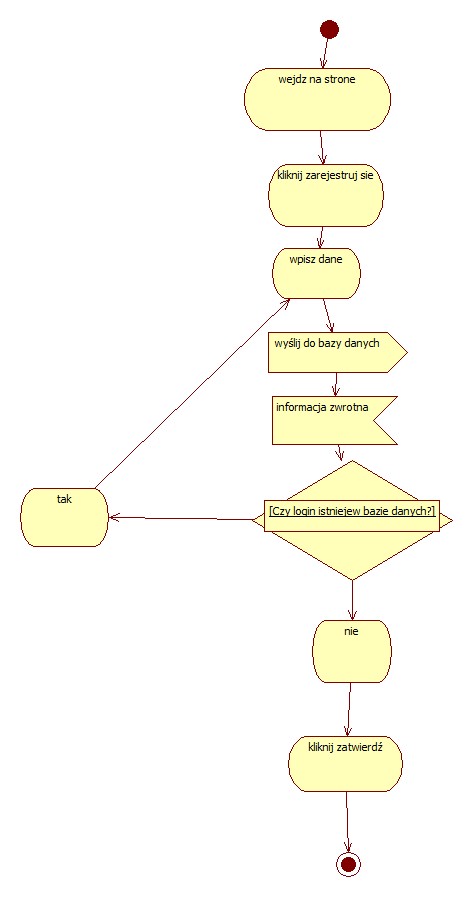 wejdz na strone
kliknij zarejestruj sie
wpisz dane
wyślij do bazy danych
informacja zwrotna
tak
[Czy login istniejew bazie danych?]
nie
kliknij zatwierdź